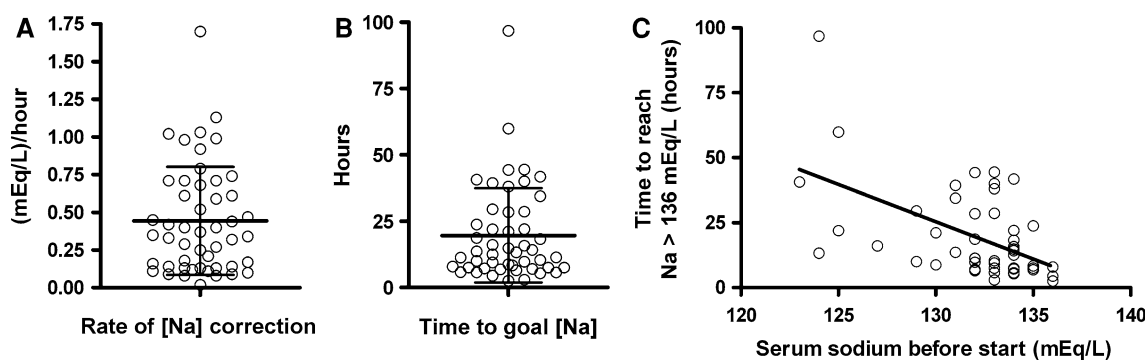 A
1.75
1.50
1.25
1.00
0.75
0.50
0.25
0.00
(mEq/L)/hour
Rate of [Na] correction
B
100
75
50
25
0
Hours
Time to goal [Na]
C
100
75
50
25
0
Time to reach
Na > 136 mEq/L (hours)
120 125 130 135 140
Serum sodium before start (mEq/L)